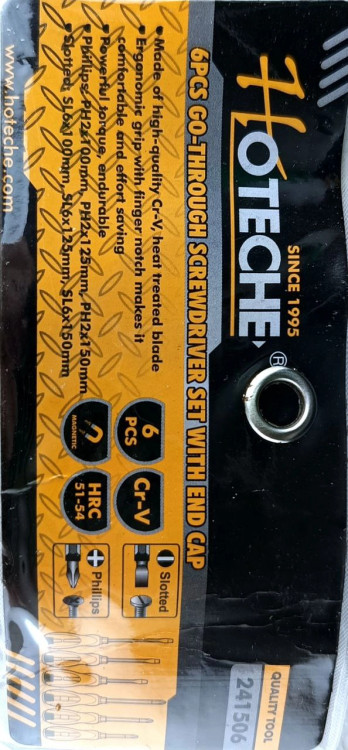 HOTECHE®
SINCE 1995
QUALITY TOOL
241506
6PCS GO-THROUGH SCREWDRIVER SET WITH END CAP
• Made of high-quality Cr-V, heat treated blade
• Ergonomic grip with finger notch makes it
comfortable and effort saving
• Powerful torque, endurable
• Phillips: PH2x100mm, PH2x125mm, PH2x150mm
• Slotted: SL6x100mm, SL6x125mm, SL6x150mm
www.hoteche.com
6
PCS
Cr-V
MAGNETIC
HRC
51-54
Slotted
Phillips